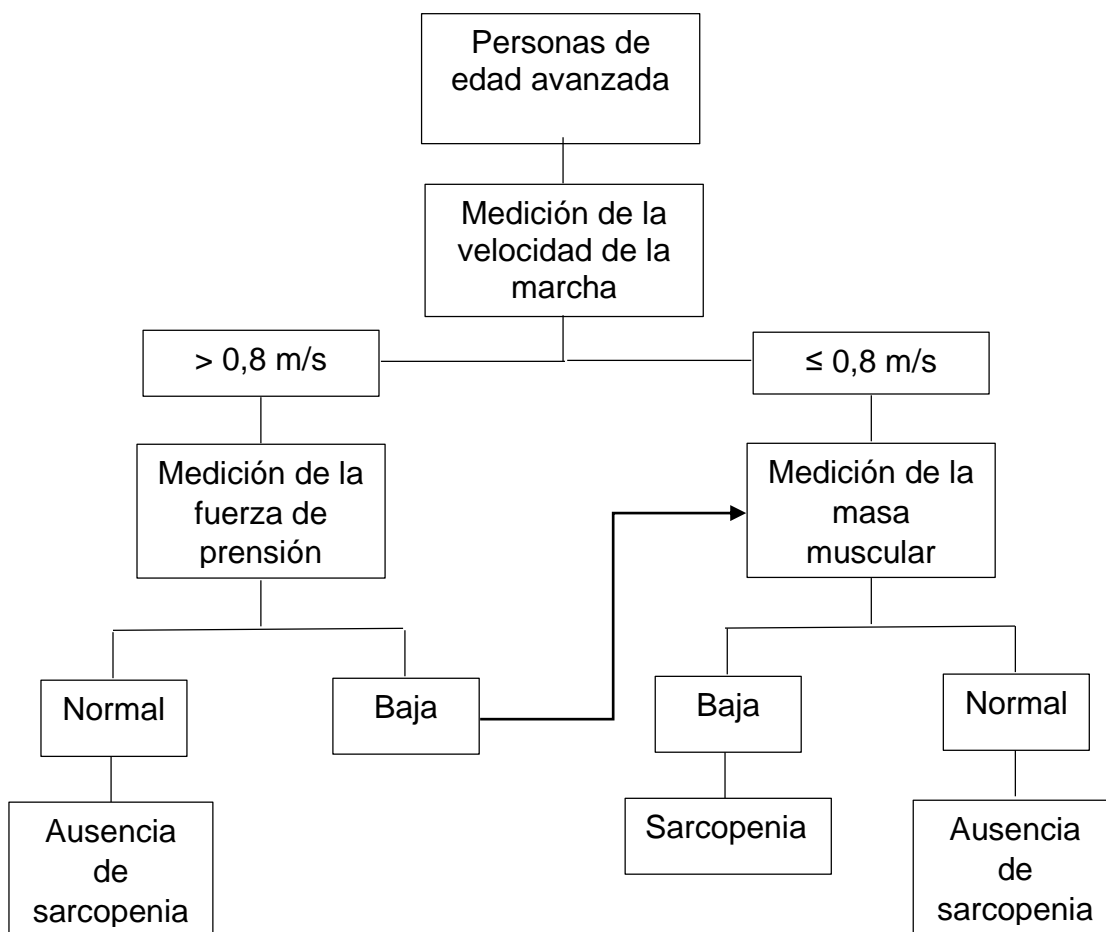 Personas de
edad avanzada
Medición de la
velocidad de la
marcha
> 0,8 m/s
≤ 0,8 m/s
Medición de la
fuerza de
prensión
Medición de la
masa
muscular
Normal
Baja
Baja
Normal
Ausencia
de
sarcopenia
Sarcopenia
Ausencia
de
sarcopenia